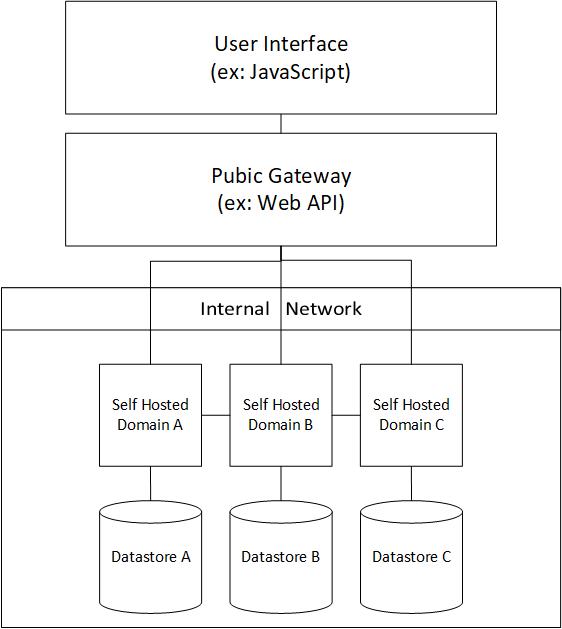 User Interface
(ex: JavaScript)
Pubic Gateway
(ex: Web API)
Internal Network
Self Hosted
Domain A
Self Hosted
Domain B
Self Hosted
Domain C
Datastore A
Datastore B
Datastore C